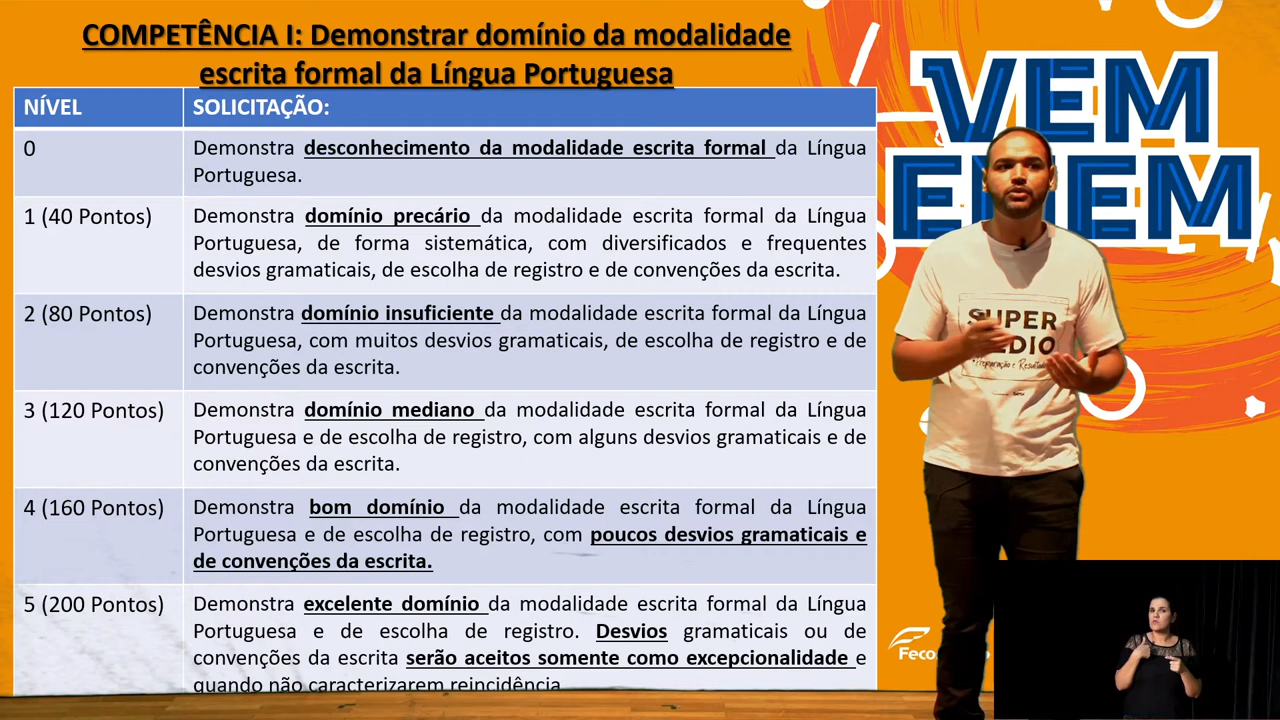 COMPETÊNCIA I: Demonstrar domínio da modalidade
escrita formal da Língua Portuguesa
NÍVEL
SOLICITAÇÃO:
0
Demonstra desconhecimento da modalidade escrita formal da Língua
Portuguesa.
1 (40 Pontos)
Demonstra domínio precário da modalidade escrita formal da Língua
Portuguesa, de forma sistemática, com diversificados e frequentes
desvios gramaticais, de escolha de registro e de convenções da escrita.
2 (80 Pontos)
Demonstra domínio insuficiente da modalidade escrita formal da Língua
Portuguesa, com muitos desvios gramaticais, de escolha de registro e de
convenções da escrita.
3 (120 Pontos)
Demonstra domínio mediano da modalidade escrita formal da Língua
Portuguesa e de escolha de registro, com alguns desvios gramaticais e de
convenções da escrita.
4 (160 Pontos)
Demonstra bom domínio da modalidade escrita formal da Língua
Portuguesa e de escolha de registro, com poucos desvios gramaticais e
de convenções da escrita.
5 (200 Pontos)
Demonstra excelente domínio da modalidade escrita formal da Língua
Portuguesa e de escolha de registro. Desvios gramaticais ou de
convenções da escrita serão aceitos somente como excepcionalidade e
quando não caracterizarem reincidência
VEM
ENEM
SUPER
Preparação e Resultado